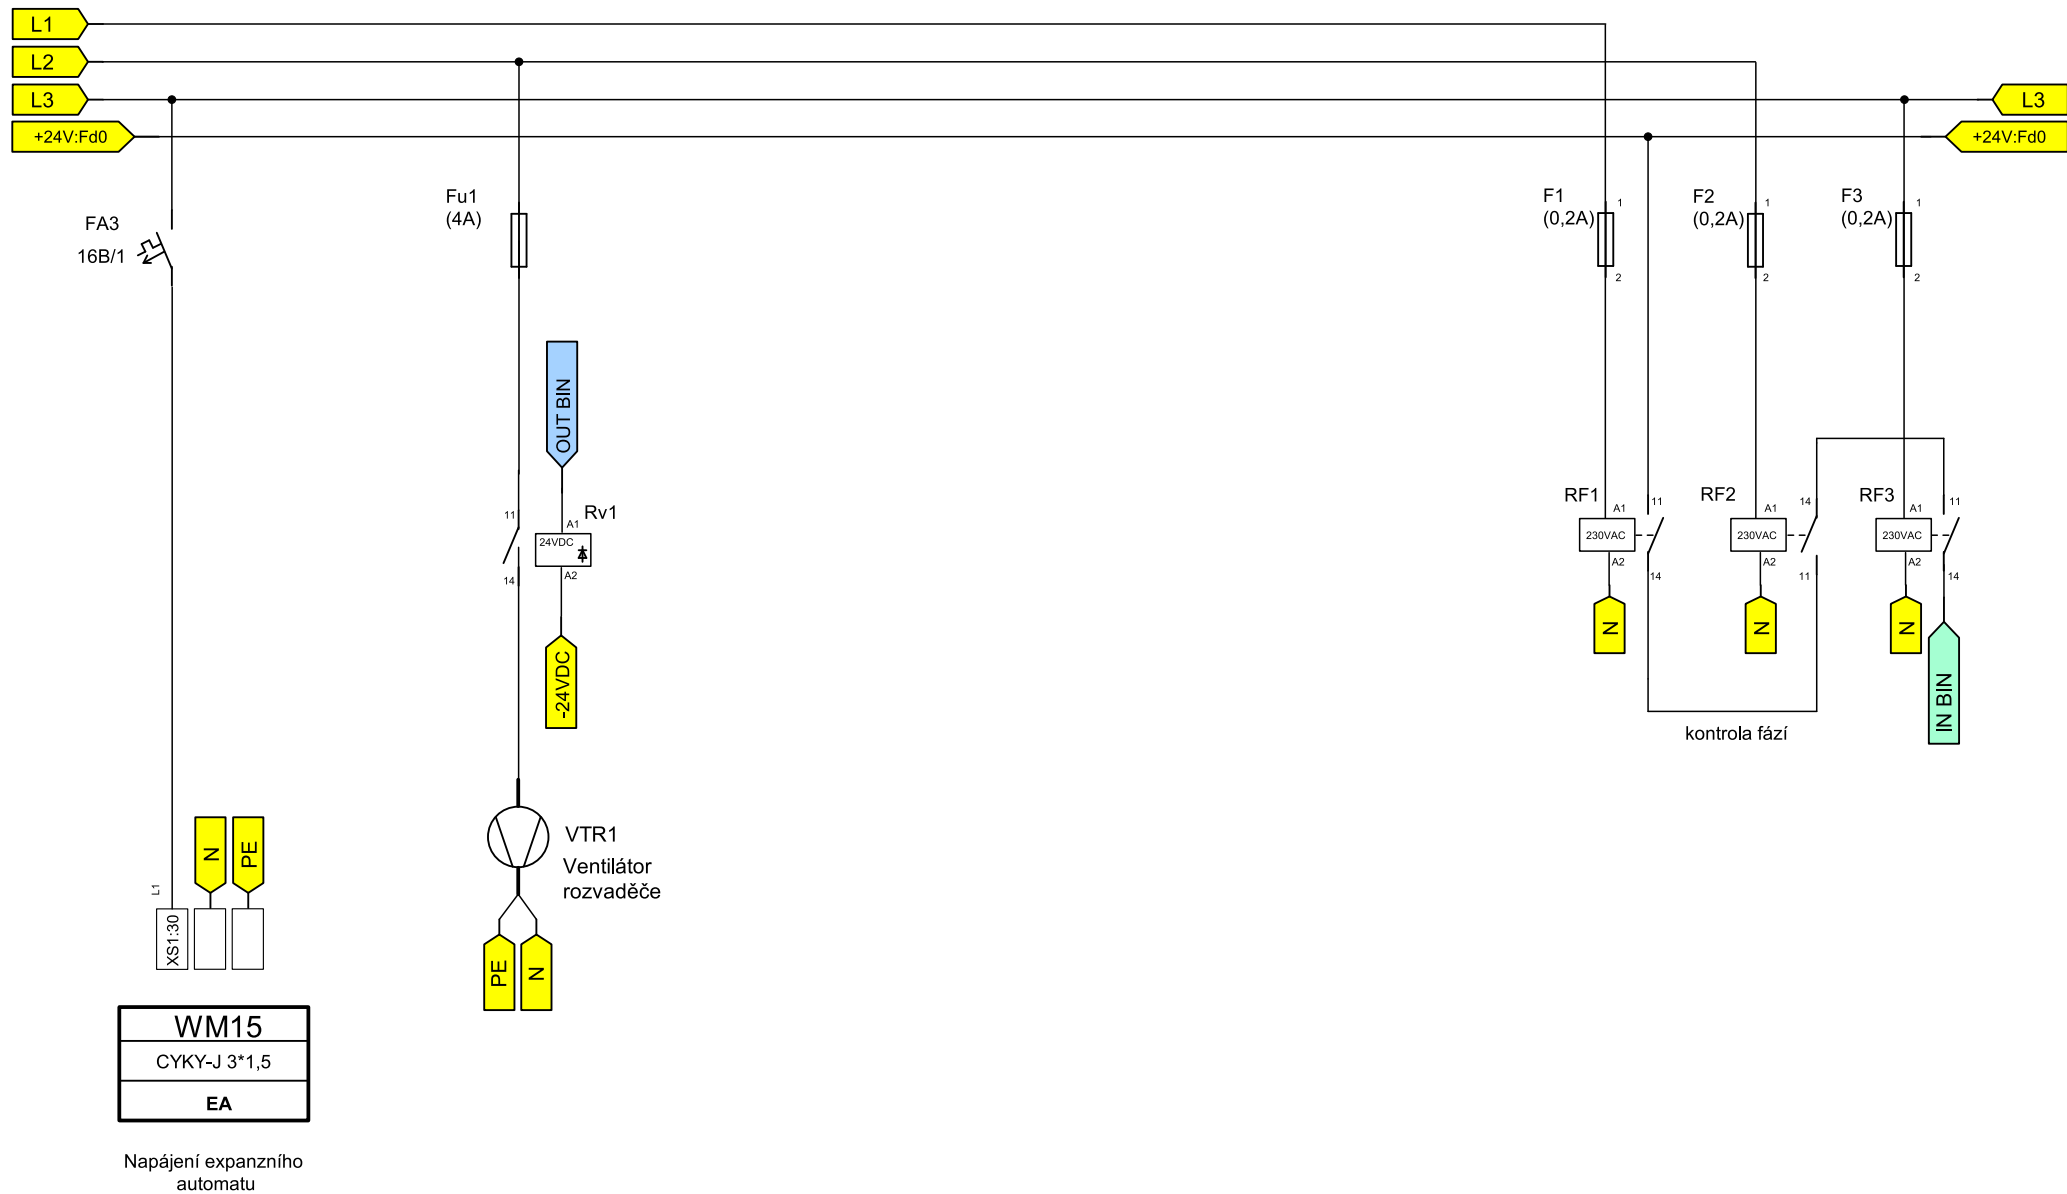 L1
L2
L3
L3
+24V:Fd0
+24V:Fd0
FA3
16B/1
Fu1
(4A)
F1
(0,2A)
1
2
F2
(0,2A)
1
2
F3
(0,2A)
1
2
OUT BIN
11
14
Rv1
A1
24VDC
A2
-24VDC
RF1
A1
230VAC
A2
11
14
N
RF2
A1
230VAC
A2
14
11
N
RF3
A1
230VAC
A2
11
14
N
IN BIN
kontrola fází
VTR1
Ventilátor
rozvaděče
PE
N
N
PE
L1
XS1:30
WM15
CYKY-J 3*1,5
EA
Napájení expanzního
automatu